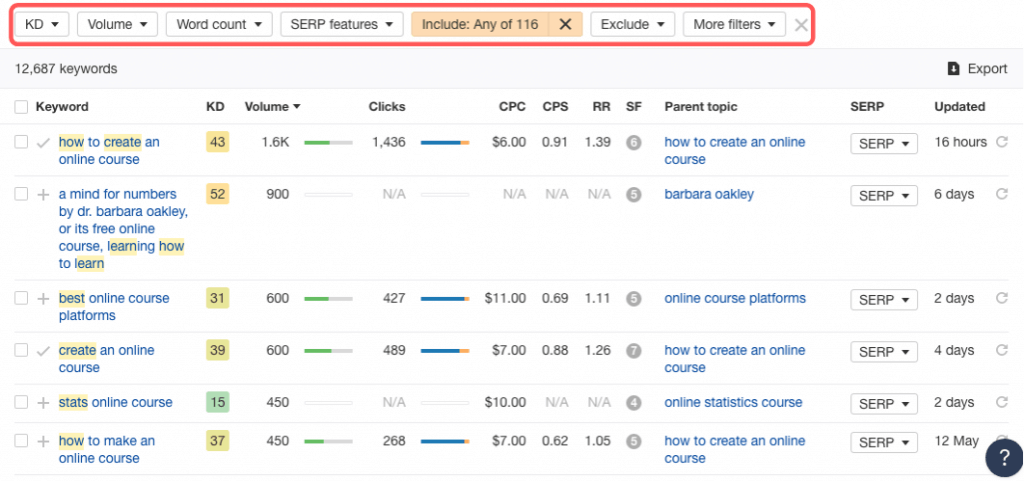 KD Volume Word count SERP features Include: Any of 116 Exclude More filters
12,687 keywords Export
Keyword KD Volume Clicks CPC CPS RR SF Parent topic SERP Updated
how to create an 43 1.6K 1,436 $6.00 0.91 1.39 6 how to create an online SERP 16 hours
online course course
a mind for numbers 52 900 N/A N/A N/A N/A 5 barbara oakley SERP 6 days
by dr. barbara oakley,
or its free online
course, learning how
to learn
best online course 31 600 427 $11.00 0.69 1.11 5 online course platforms SERP 2 days
platforms
create an online 39 600 489 $7.00 0.88 1.26 7 how to create an online SERP 4 days
course course
stats online course 15 450 N/A $10.00 N/A N/A 4 online statistics course SERP 2 days
how to make an 37 450 268 $7.00 0.62 1.05 5 how to create an online SERP 12 May
online course course
?